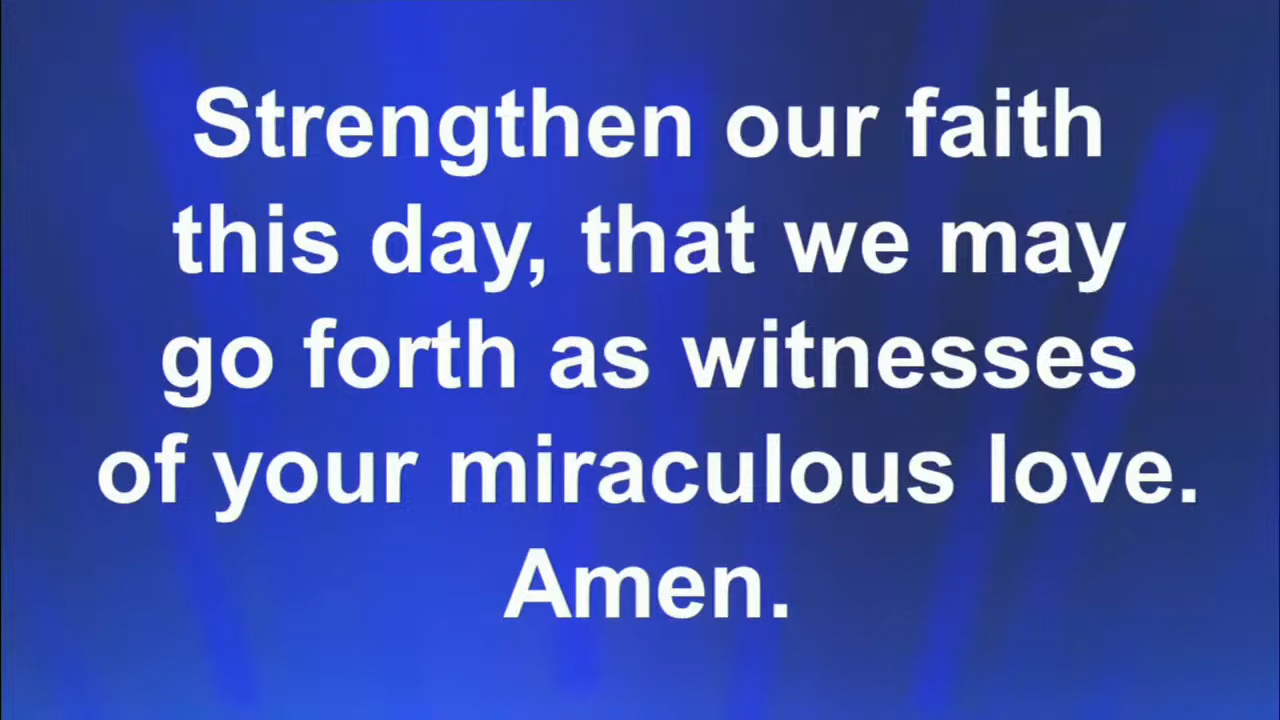 Strengthen our faith
this day, that we may
go forth as witnesses
of your miraculous love.
Amen.